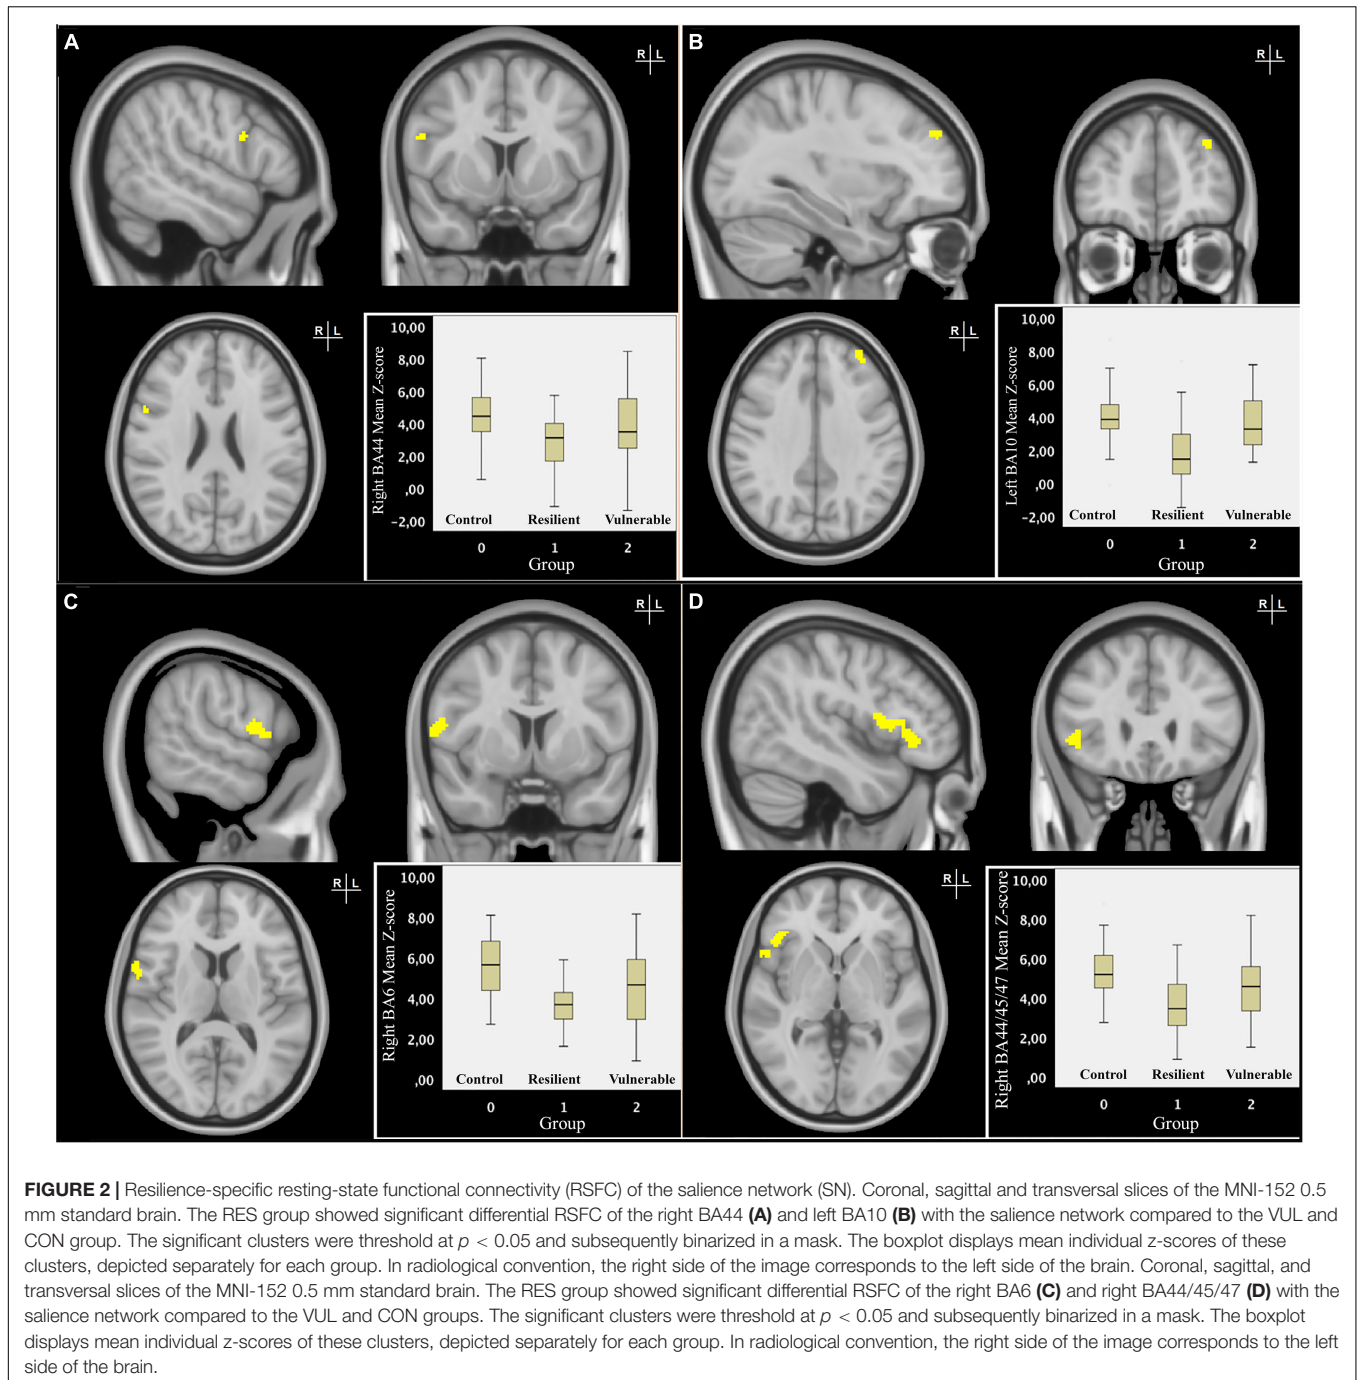 A
R L
R L
10,00
8,00
6,00
4,00
2,00
,00
−2,00
Right BA44 Mean Z-score
Control Resilient Vulnerable
0 1 2
Group
B
R L
R L
10,00
8,00
6,00
4,00
2,00
,00
−2,00
Left BA10 Mean Z-score
Control Resilient Vulnerable
0 1 2
Group
C
R L
R L
10,00
8,00
6,00
4,00
2,00
,00
Right BA6 Mean Z-score
Control Resilient Vulnerable
0 1 2
Group
D
R L
R L
10,00
8,00
6,00
4,00
2,00
,00
Right BA44/45/47 Mean Z-score
Control Resilient Vulnerable
0 1 2
Group
FIGURE 2 | Resilience-specific resting-state functional connectivity (RSFC) of the salience network (SN). Coronal, sagittal and transversal slices of the MNI-152 0.5
mm standard brain. The RES group showed significant differential RSFC of the right BA44 (A) and left BA10 (B) with the salience network compared to the VUL and
CON group. The significant clusters were threshold at p < 0.05 and subsequently binarized in a mask. The boxplot displays mean individual z-scores of these
clusters, depicted separately for each group. In radiological convention, the right side of the image corresponds to the left side of the brain. Coronal, sagittal, and
transversal slices of the MNI-152 0.5 mm standard brain. The RES group showed significant differential RSFC of the right BA6 (C) and right BA44/45/47 (D) with the
salience network compared to the VUL and CON groups. The significant clusters were threshold at p < 0.05 and subsequently binarized in a mask. The boxplot
displays mean individual z-scores of these clusters, depicted separately for each group. In radiological convention, the right side of the image corresponds to the left
side of the brain.